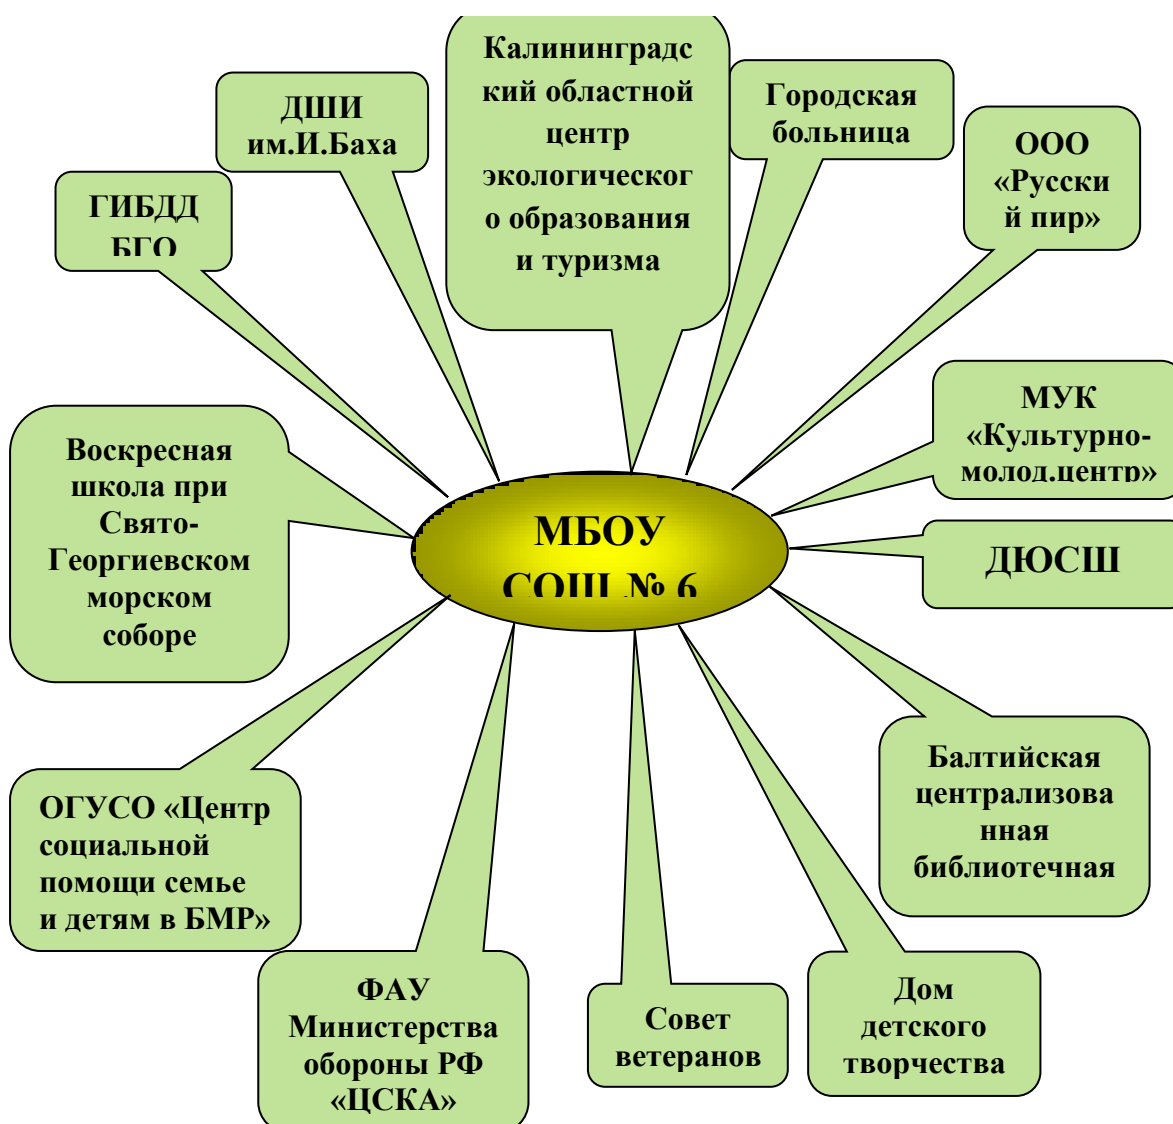 Калининградс
кий областной
центр
экологическог
о образования
и туризма
ДШИ
им.И.Баха
Городская
больница
ООО
«Русски
й пир»
ГИБДД
БГО
МУК
«Культурно-
молод.центр»
Воскресная
школа при
Свято-
Георгиевском
морском
соборе
МБОУ
СОШ № 6
ДЮСШ
Балтийская
централизова
нная
библиотечная
ОГУСО «Центр
социальной
помощи семье
и детям в БМР»
ФАУ
Министерства
обороны РФ
«ЦСКА»
Совет
ветеранов
Дом
детского
творчества